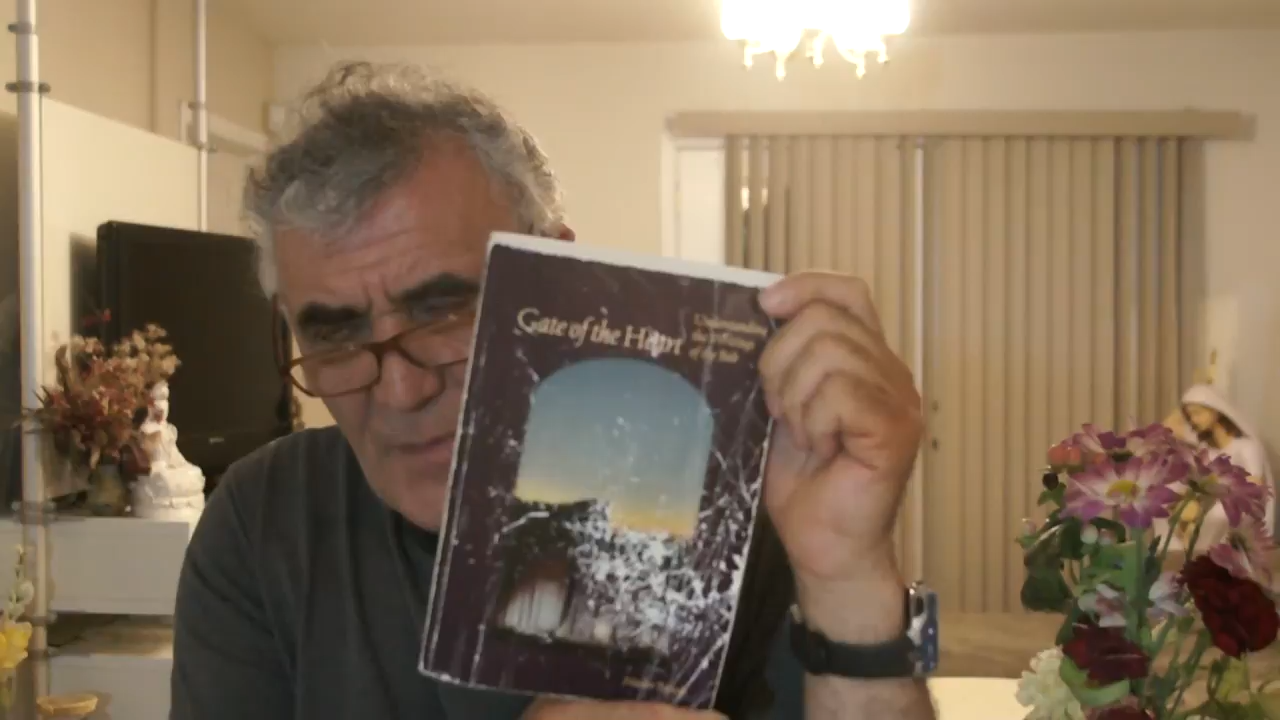 Gate of the Heart
Understanding
the Writings
of the Báb